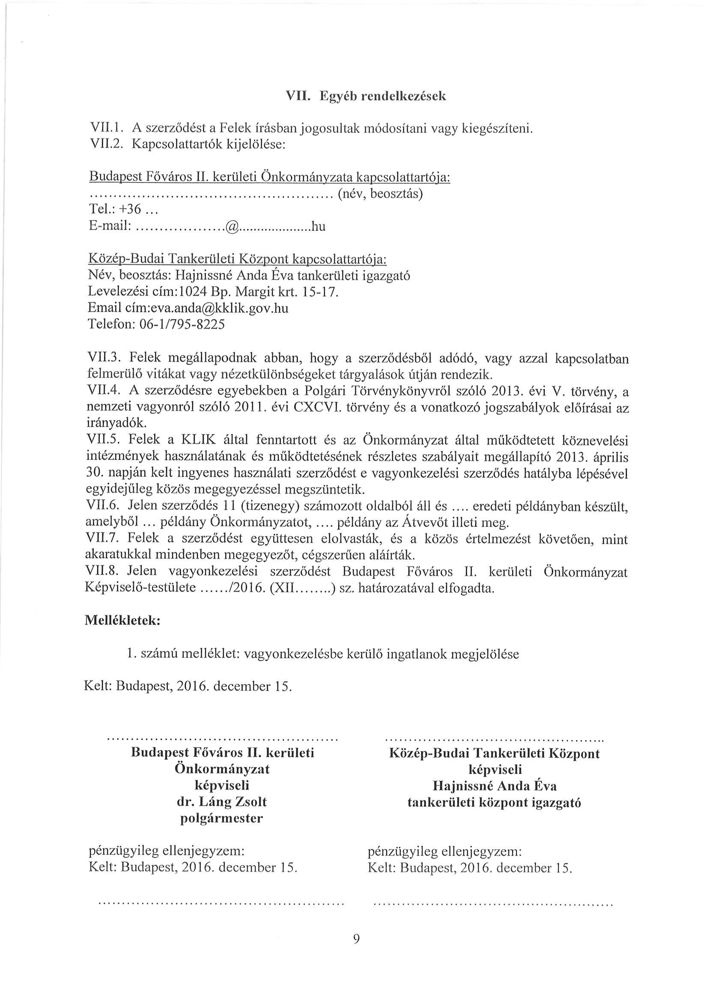 VII. Egyéb rendelkezések
VII.1. A szerződést a Felek írásban jogosultak módosítani vagy kiegészíteni.
VII.2. Kapcsolattartók kijelölése:
Budapest Főváros II. kerületi Önkormányzata kapcsolattartója:
.................................................... (név, beosztás)
Tel.: +36 ...
E-mail: ...................@....................hu
Közép-Budai Tankerületi Központ kapcsolattartója:
Név, beosztás: Hajnissné Anda Éva tankerületi igazgató
Levelezési cím:1024 Bp. Margit krt. 15-17.
Email cím:eva.anda@kklik.gov.hu
Telefon: 06-1/795-8225
VII.3. Felek megállapodnak abban, hogy a szerződésből adódó, vagy azzal kapcsolatban
felmerülő vitákat vagy nézetkülönbségeket tárgyalások útján rendezik.
VII.4. A szerződésre egyebekben a Polgári Törvénykönyvről szóló 2013. évi V. törvény, a
nemzeti vagyonról szóló 2011. évi CXCVI. törvény és a vonatkozó jogszabályok előírásai az
irányadók.
VII.5. Felek a KLIK által fenntartott és az Önkormányzat által működtetett köznevelési
intézmények használatának és működtetésének részletes szabályait megállapító 2013. április
30. napján kelt ingyenes használati szerződést e vagyonkezelési szerződés hatályba lépésével
egyidejűleg közös megegyezéssel megszüntetik.
VII.6. Jelen szerződés 11 (tizenegy) számozott oldalból áll és .... eredeti példányban készült,
amelyből ... példány Önkormányzatot, .... példány az Átvevőt illeti meg.
VII.7. Felek a szerződést együttesen elolvasták, és a közös értelmezést követően, mint
akaratukkal mindenben megegyezőt, cégszerűen aláírták.
VII.8. Jelen vagyonkezelési szerződést Budapest Főváros II. kerületi Önkormányzat
Képviselő-testülete ....../2016. (XII........) sz. határozatával elfogadta.
Mellékletek:
1. számú melléklet: vagyonkezelésbe kerülő ingatlanok megjelölése
Kelt: Budapest, 2016. december 15.
................................................. ...............................................
Budapest Főváros II. kerületi Közép-Budai Tankerületi Központ
Önkormányzat képviseli
képviseli Hajnissné Anda Éva
dr. Láng Zsolt tankerületi központ igazgató
polgármester
pénzügyileg ellenjegyzem: pénzügyileg ellenjegyzem:
Kelt: Budapest, 2016. december 15. Kelt: Budapest, 2016. december 15.
.................................................... ...................................................
9